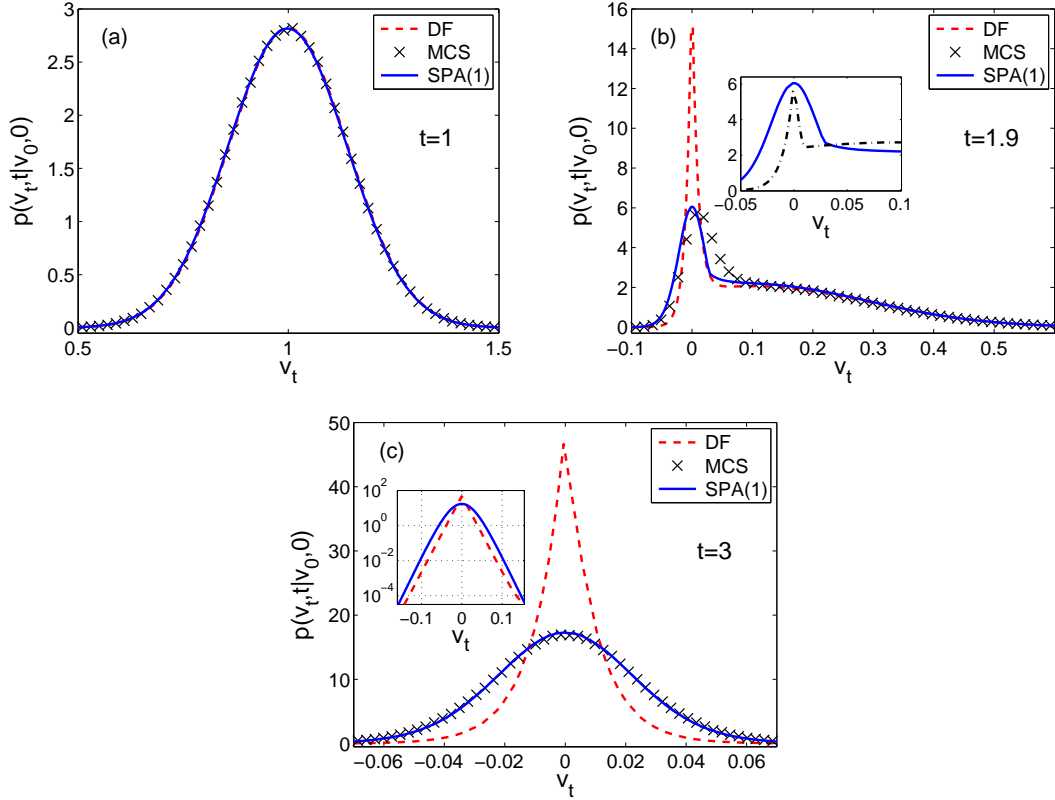 (a)
DF
MCS
SPA(1)
t=1
p(v_t,t|v_0,0)
3
2.5
2
1.5
1
0.5
0
0.5
1
1.5
v_t
(b)
DF
MCS
SPA(1)
t=1.9
p(v_t,t|v_0,0)
16
14
12
10
8
6
4
2
0
−0.1
0
0.1
0.2
0.3
0.4
0.5
v_t
6
4
2
0
−0.05
0
0.05
0.1
v_t
(c)
DF
MCS
SPA(1)
t=3
p(v_t,t|v_0,0)
50
40
30
20
10
0
−0.06
−0.04
−0.02
0
0.02
0.04
0.06
v_t
10^2
10^0
10^−2
10^−4
−0.1
0
0.1
v_t